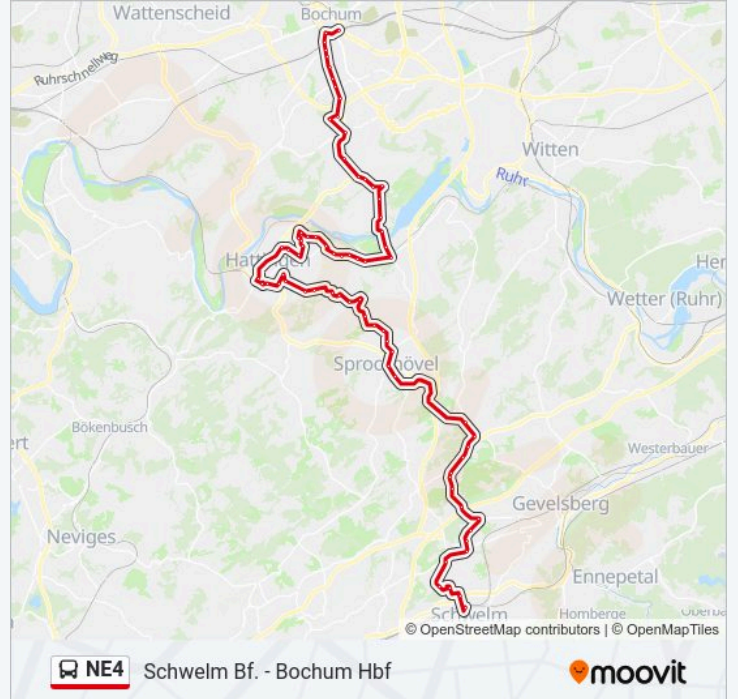 Wattenscheid
Bochum
Ruhrschnellweg
Witten
Ruhr
Hattingen
Her
Wetter (Ruhr)
Sprockhövel
Bökenbusch
ert
Westerbauer
Gevelsberg
Neviges
Ennepetal
Schwelm
Homberge
© OpenStreetMap contributors | © OpenMapTiles
NE4
Schwelm Bf. - Bochum Hbf
moovit